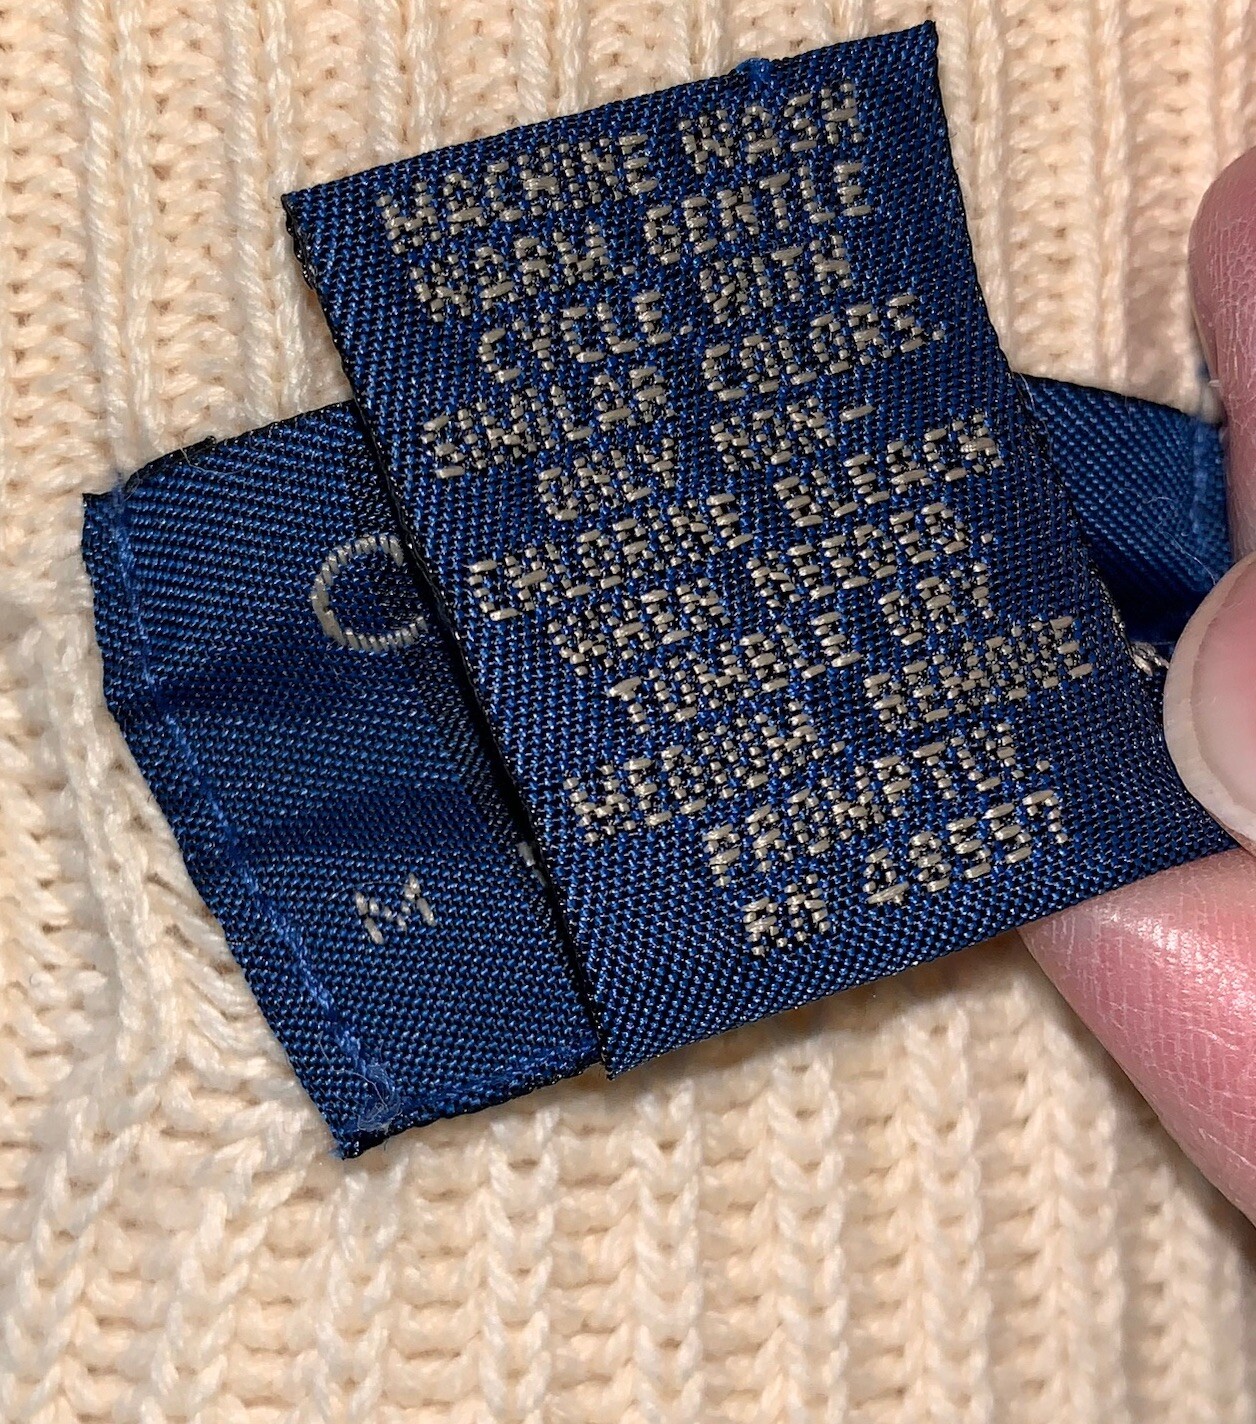 MACHINE WASH
WARM. GENTLE
CYCLE WITH
SIMILAR COLORS.
ONLY NON-
CHLORINE BLEACH
WHEN NEEDED.
TUMBLE DRY
MEDIUM. REMOVE
PROMPTLY.
RN 48697
C
M